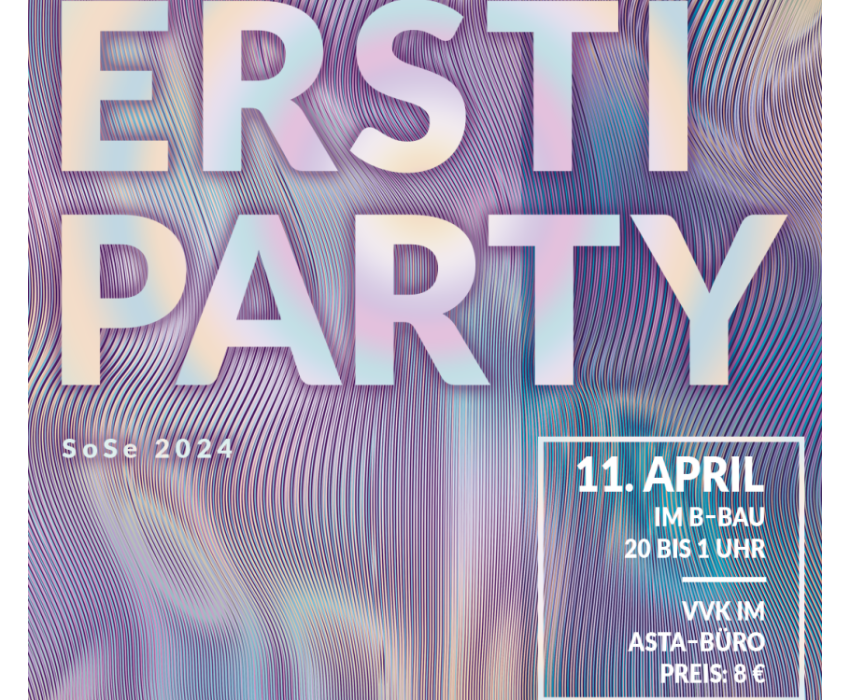 ERSTI
PARTY
SoSe 2024
11. APRIL
IM B-BAU
20 BIS 1 UHR
VVK IM
ASTA-BÜRO
PREIS: 8 €